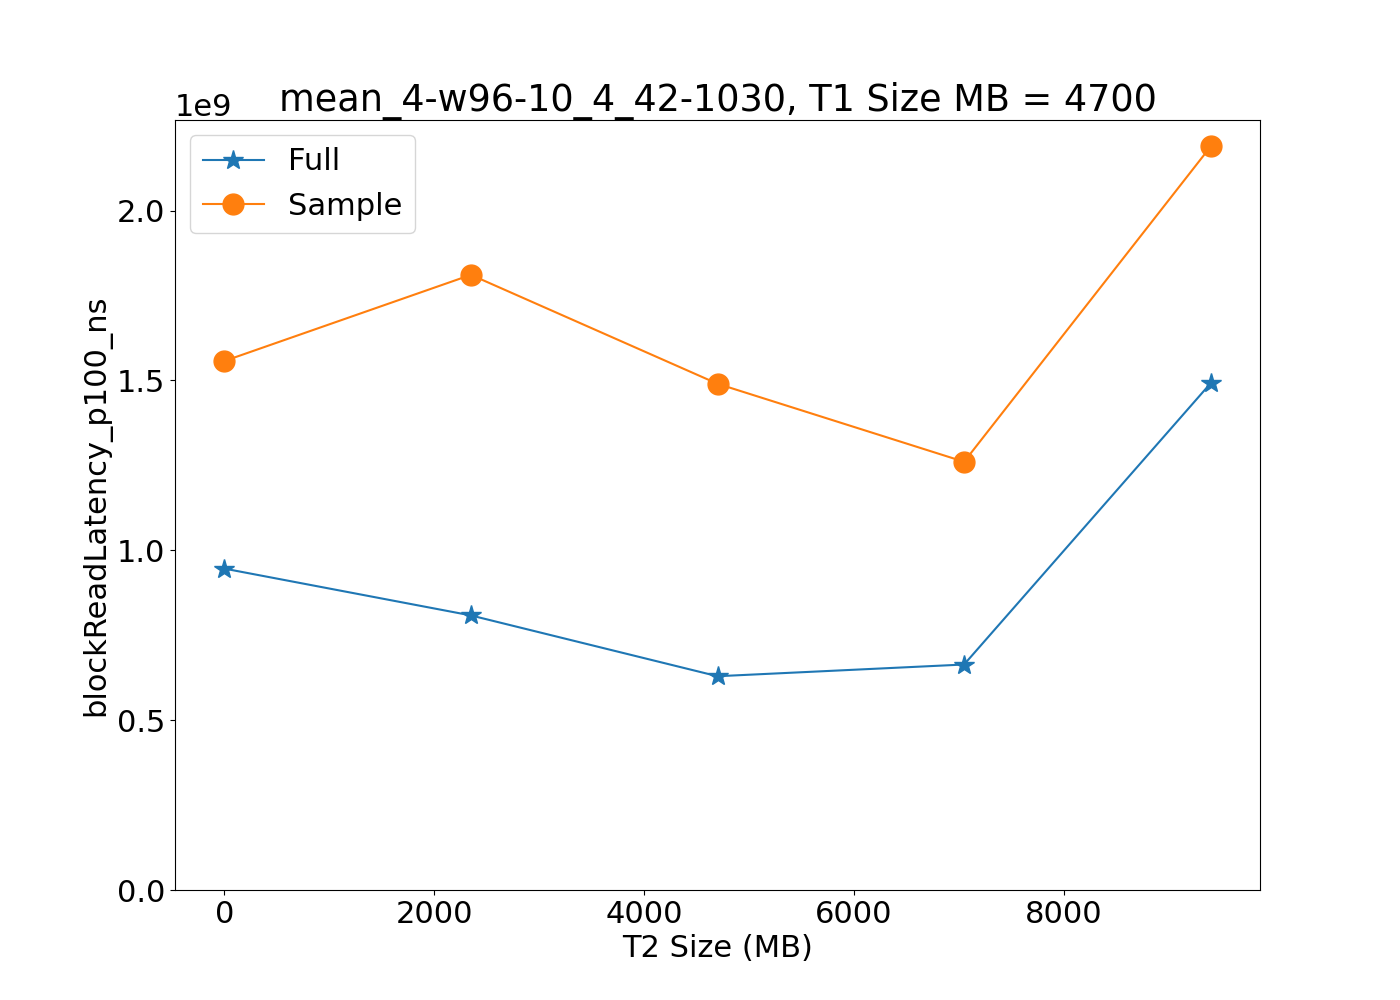 1e9
mean_4-w96-10_4_42-1030, T1 Size MB = 4700
Full
Sample
2.0
1.5
1.0
0.5
0.0
blockReadLatency_p100_ns
0
2000
4000
6000
8000
T2 Size (MB)